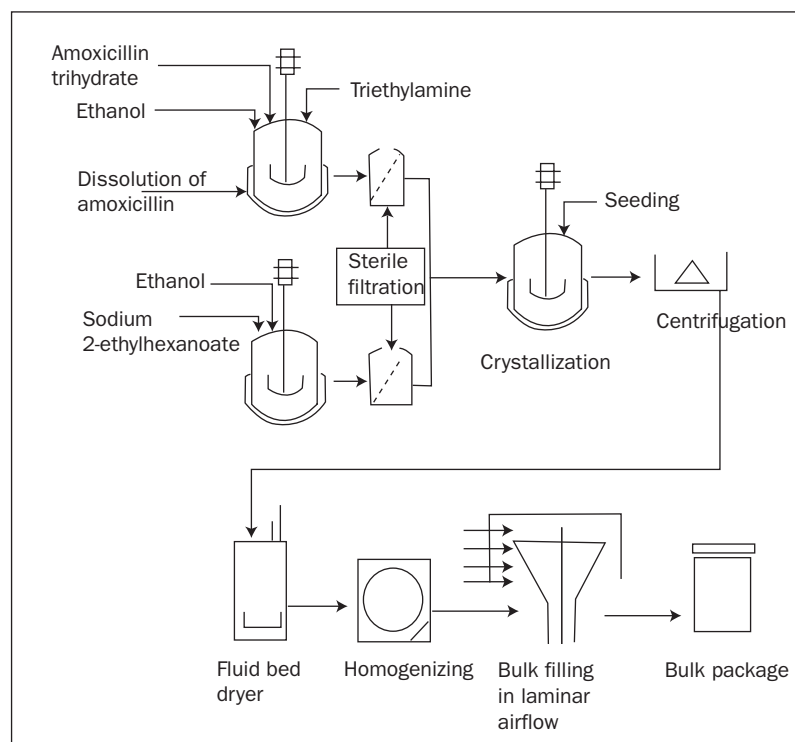 Amoxicillin
trihydrate
Ethanol
Triethylamine
Dissolution of
amoxicillin
Seeding
Sterile
filtration
Ethanol
Sodium
2-ethylhexanoate
Centrifugation
Crystallization
Fluid bed
dryer
Homogenizing
Bulk filling
in laminar
airflow
Bulk package